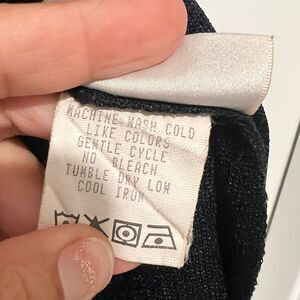 MACHINE WASH COLD
LIKE COLORS
GENTLE CYCLE
NO BLEACH
TUMBLE DRY LOW
COOL IRON